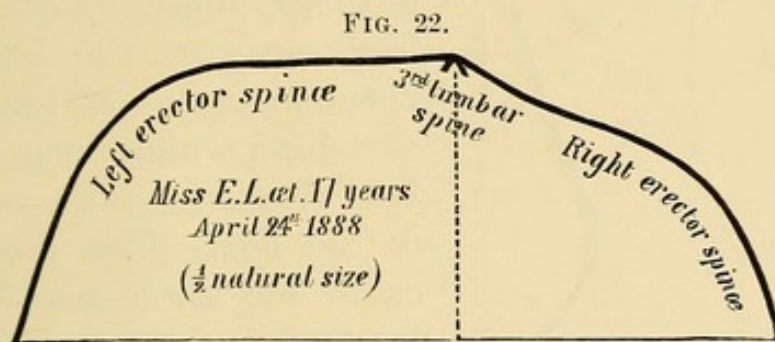 FIG. 22.
Left erector spinæ
3rd lumbar
spine
Right erector spinæ
Miss E.L. æt. 17 years
April 24th 1888
(½ natural size)